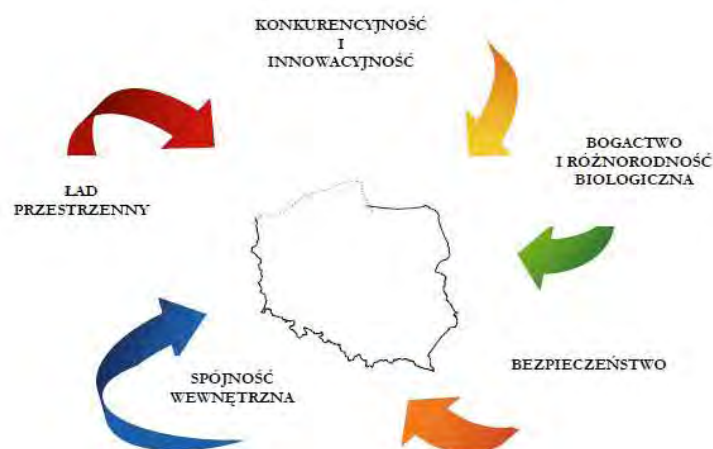 KONKURENCYJNOŚĆ
I
INNOWACYJNOŚĆ
BOGACTWO
I RÓŻNORODNOŚĆ
BIOLOGICZNA
ŁAD
PRZESTRZENNY
BEZPIECZEŃSTWO
SPÓJNOŚĆ
WEWNĘTRZNA